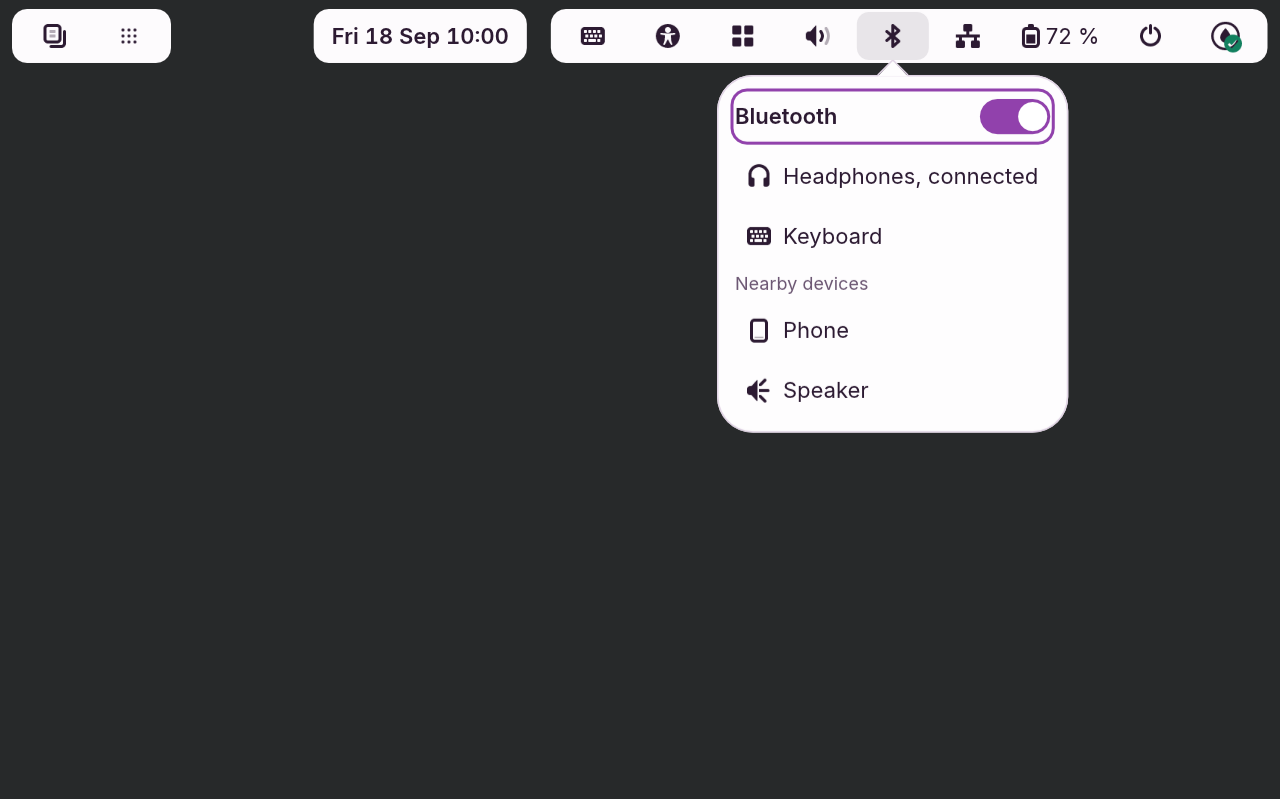 Fri 18 Sep 10:00
72 %
Bluetooth
Headphones, connected
Keyboard
Nearby devices
Phone
Speaker